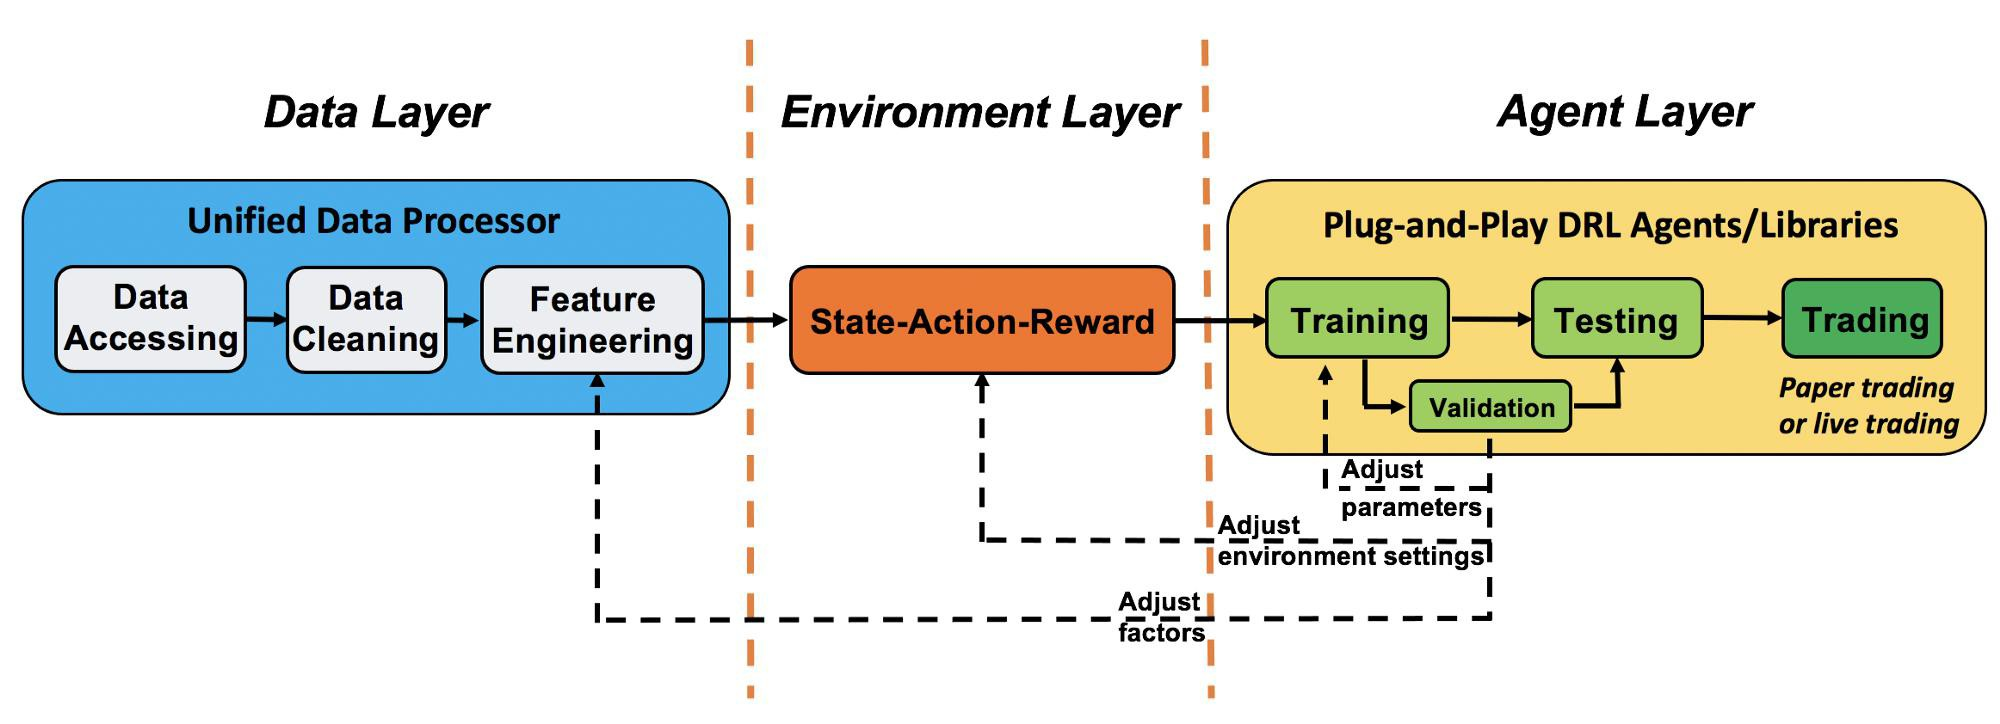 Data Layer
Environment Layer
Agent Layer
Unified Data Processor
Data
Accessing
Data
Cleaning
Feature
Engineering
State-Action-Reward
Plug-and-Play DRL Agents/Libraries
Training
Testing
Trading
Validation
Paper trading
or live trading
Adjust
parameters
Adjust
environment settings
Adjust
factors